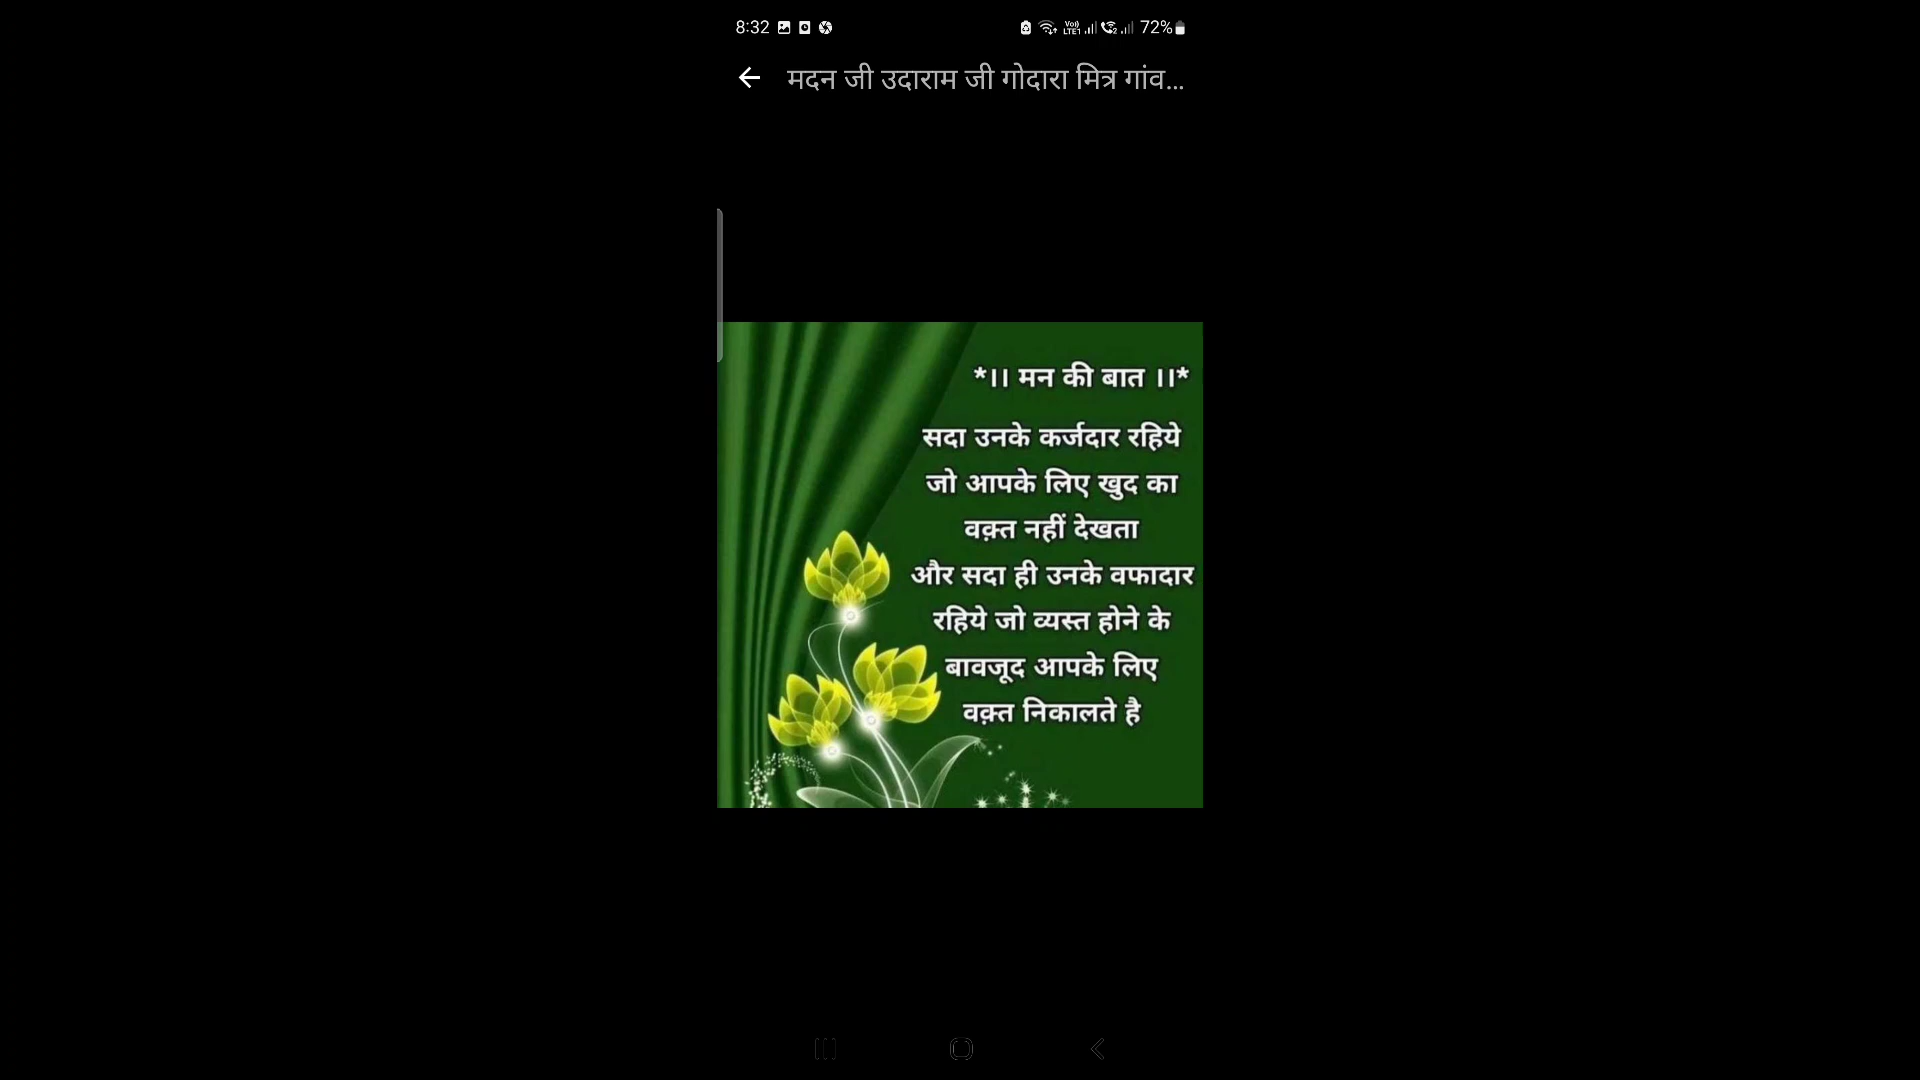 8:32 72%
मदन जी उदाराम जी गोदारा मित्र गांव...
*।। मन की बात ।।*
सदा उनके कर्जदार रहिये
जो आपके लिए खुद का
वक़्त नहीं देखता
और सदा ही उनके वफादार
रहिये जो व्यस्त होने के
बावजूद आपके लिए
वक़्त निकालते है